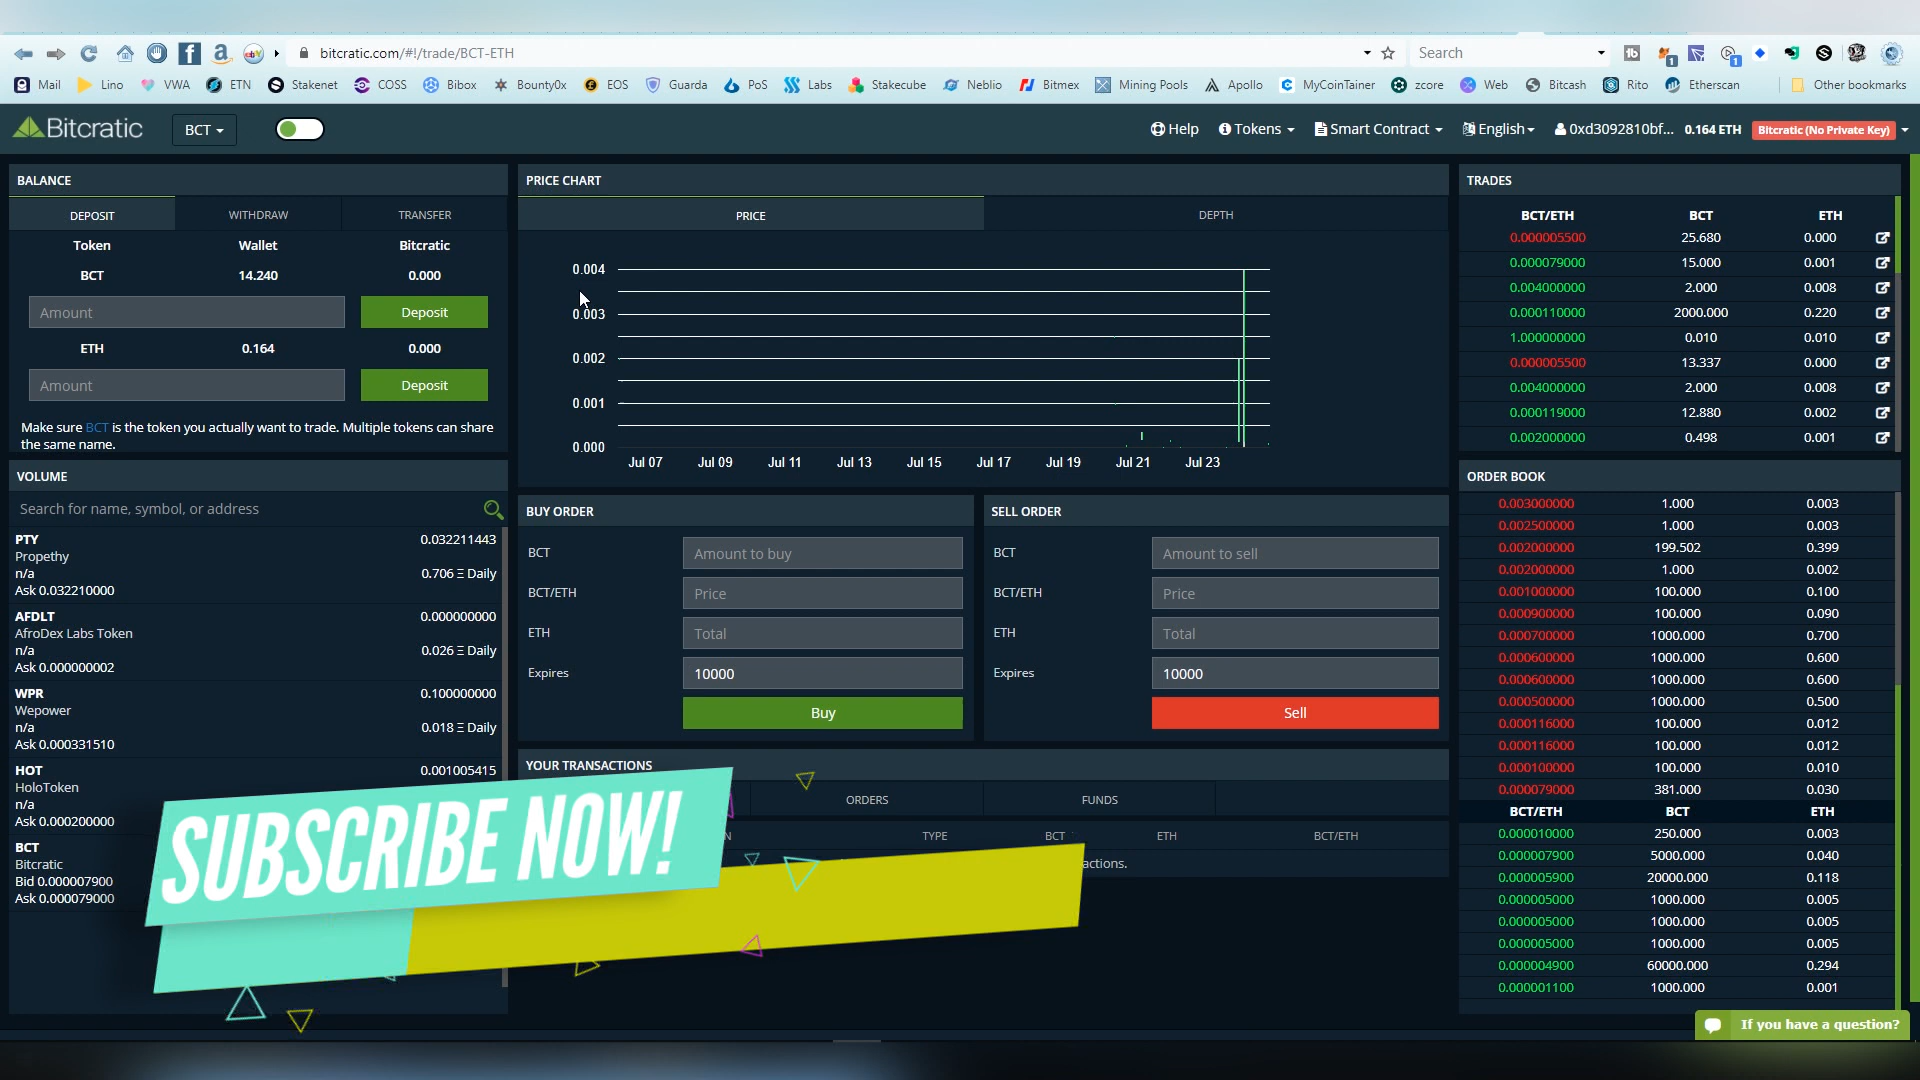 bitcratic.com/#!/trade/BCT-ETH
Search
Mail Lino VWA ETN Stakenet COSS Bibox Bounty0x EOS Guarda PoS Labs Stakecube Neblio Bitmex Mining Pools Apollo MyCoinTainer zcore Web Bitcash Rito Etherscan Other bookmarks
Bitcratic BCT Help Tokens Smart Contract English 0xd3092810bf... 0.164 ETH Bitcratic (No Private Key)
BALANCE
DEPOSIT WITHDRAW TRANSFER
Token Wallet Bitcratic
BCT 14.240 0.000
Amount Deposit
ETH 0.164 0.000
Amount Deposit
Make sure BCT is the token you actually want to trade. Multiple tokens can share
the same name.
VOLUME
Search for name, symbol, or address
PTY 0.032211443
Propethy
n/a 0.706 Ξ Daily
Ask 0.032210000
AFDLT 0.000000000
AfroDex Labs Token
n/a 0.026 Ξ Daily
Ask 0.000000002
WPR 0.100000000
Wepower
n/a 0.018 Ξ Daily
Ask 0.000331510
HOT 0.001005415
HoloToken
n/a
Ask 0.000200000
BCT
Bitcratic
Bid 0.000007900
Ask 0.000079000
PRICE CHART
PRICE DEPTH
0.004
0.003
0.002
0.001
0.000
Jul 07 Jul 09 Jul 11 Jul 13 Jul 15 Jul 17 Jul 19 Jul 21 Jul 23
BUY ORDER
BCT Amount to buy
BCT/ETH Price
ETH Total
Expires 10000
Buy
SELL ORDER
BCT Amount to sell
BCT/ETH Price
ETH Total
Expires 10000
Sell
YOUR TRANSACTIONS
ORDERS FUNDS
TYPE BCT ETH BCT/ETH
actions.
SUBSCRIBE NOW!
TRADES
BCT/ETH BCT ETH
0.000005500 25.680 0.000
0.000079000 15.000 0.001
0.004000000 2.000 0.008
0.000110000 2000.000 0.220
1.000000000 0.010 0.010
0.000005500 13.337 0.000
0.004000000 2.000 0.008
0.000119000 12.880 0.002
0.002000000 0.498 0.001
ORDER BOOK
0.003000000 1.000 0.003
0.002500000 1.000 0.003
0.002000000 199.502 0.399
0.002000000 1.000 0.002
0.001000000 100.000 0.100
0.000900000 100.000 0.090
0.000700000 1000.000 0.700
0.000600000 1000.000 0.600
0.000600000 1000.000 0.600
0.000500000 1000.000 0.500
0.000116000 100.000 0.012
0.000116000 100.000 0.012
0.000100000 100.000 0.010
0.000079000 381.000 0.030
BCT/ETH BCT ETH
0.000010000 250.000 0.003
0.000007900 5000.000 0.040
0.000005900 20000.000 0.118
0.000005000 1000.000 0.005
0.000005000 1000.000 0.005
0.000005000 1000.000 0.005
0.000004900 60000.000 0.294
0.000001100 1000.000 0.001
If you have a question?